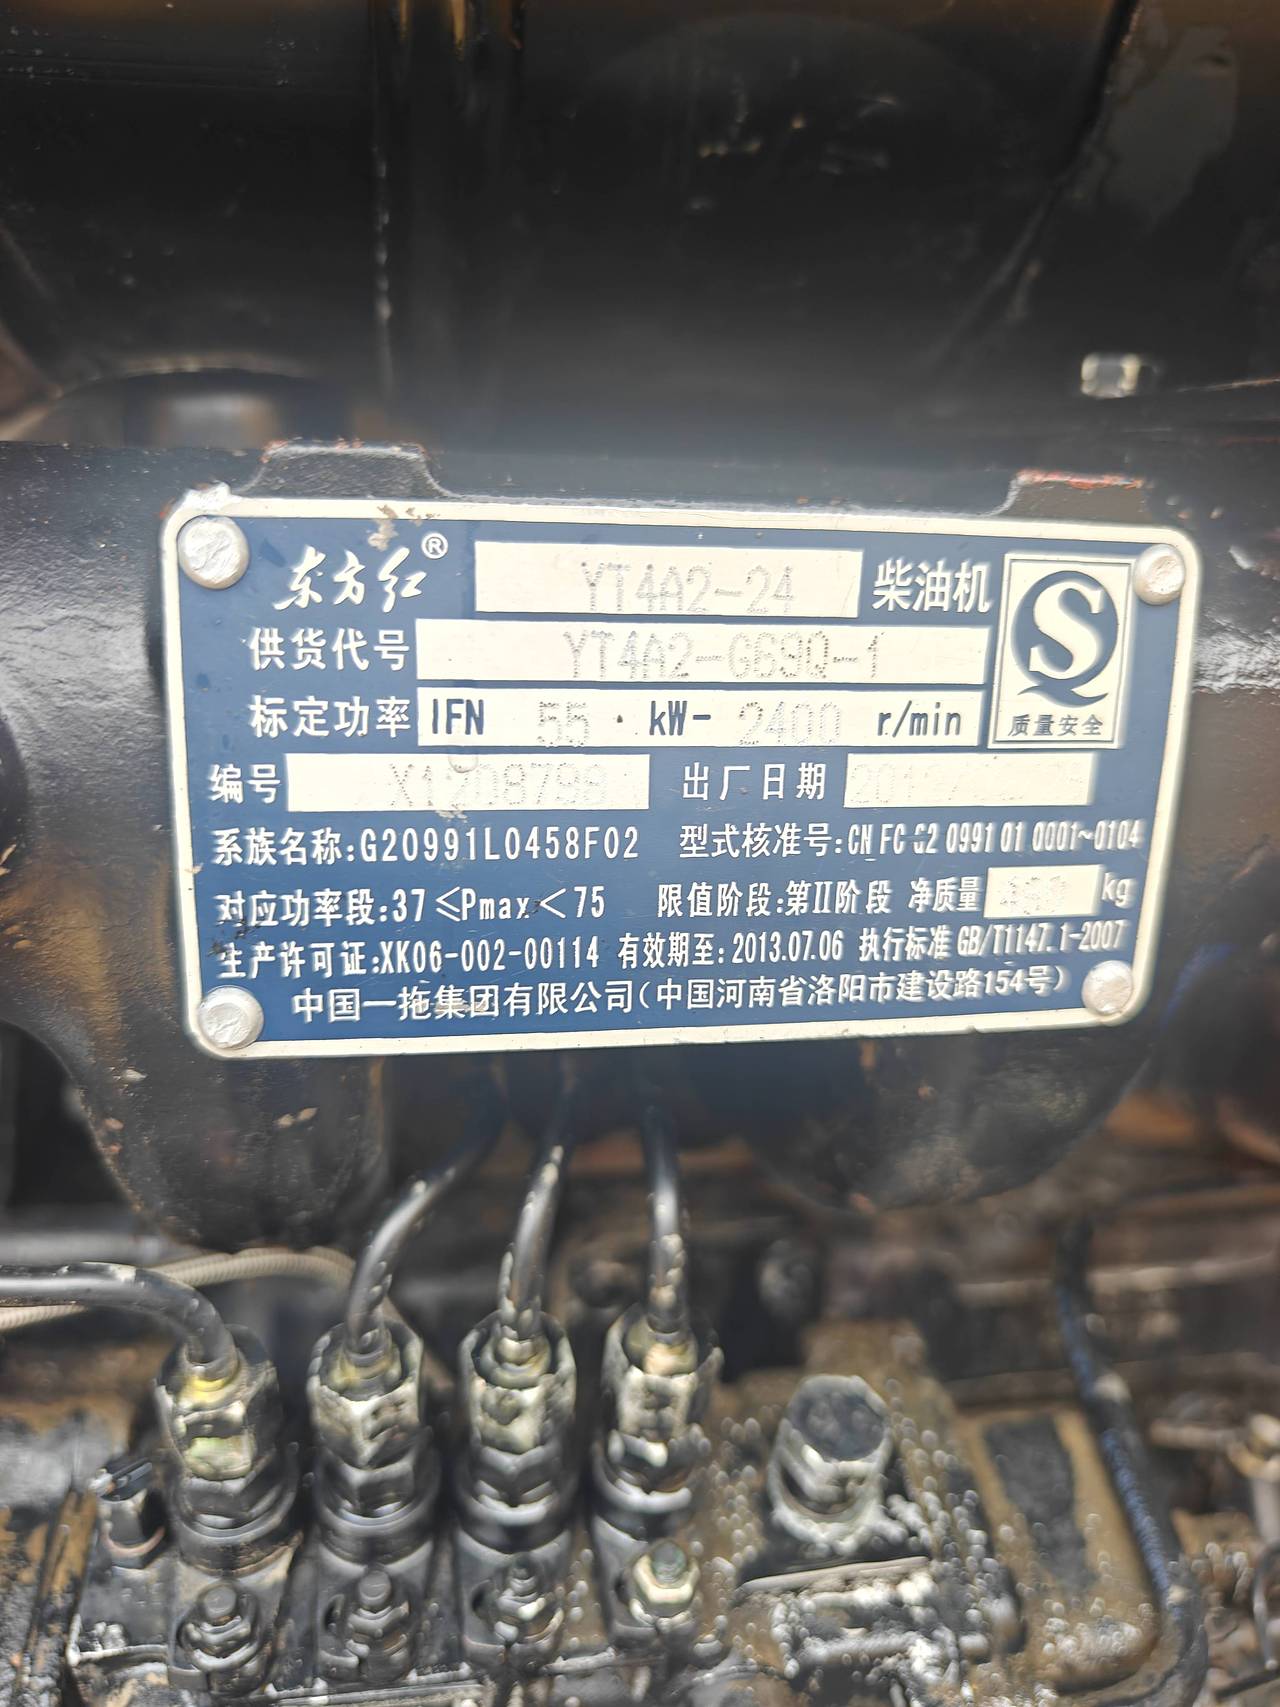 东方红® YT4A2-24 柴油机
供货代号 YT4A2-G69Q-1
标定功率 IFN 55 · kW- 2400 r/min
质量安全
编号 出厂日期
系族名称:G20991L0458F02 型式核准号:CN FC G2 0991 01 0001~0104
对应功率段:37≤Pmax<75 限值阶段:第II阶段 净质量 kg
生产许可证:XK06-002-00114 有效期至:2013.07.06 执行标准 GB/T1147.1-2007
中国一拖集团有限公司(中国河南省洛阳市建设路154号)